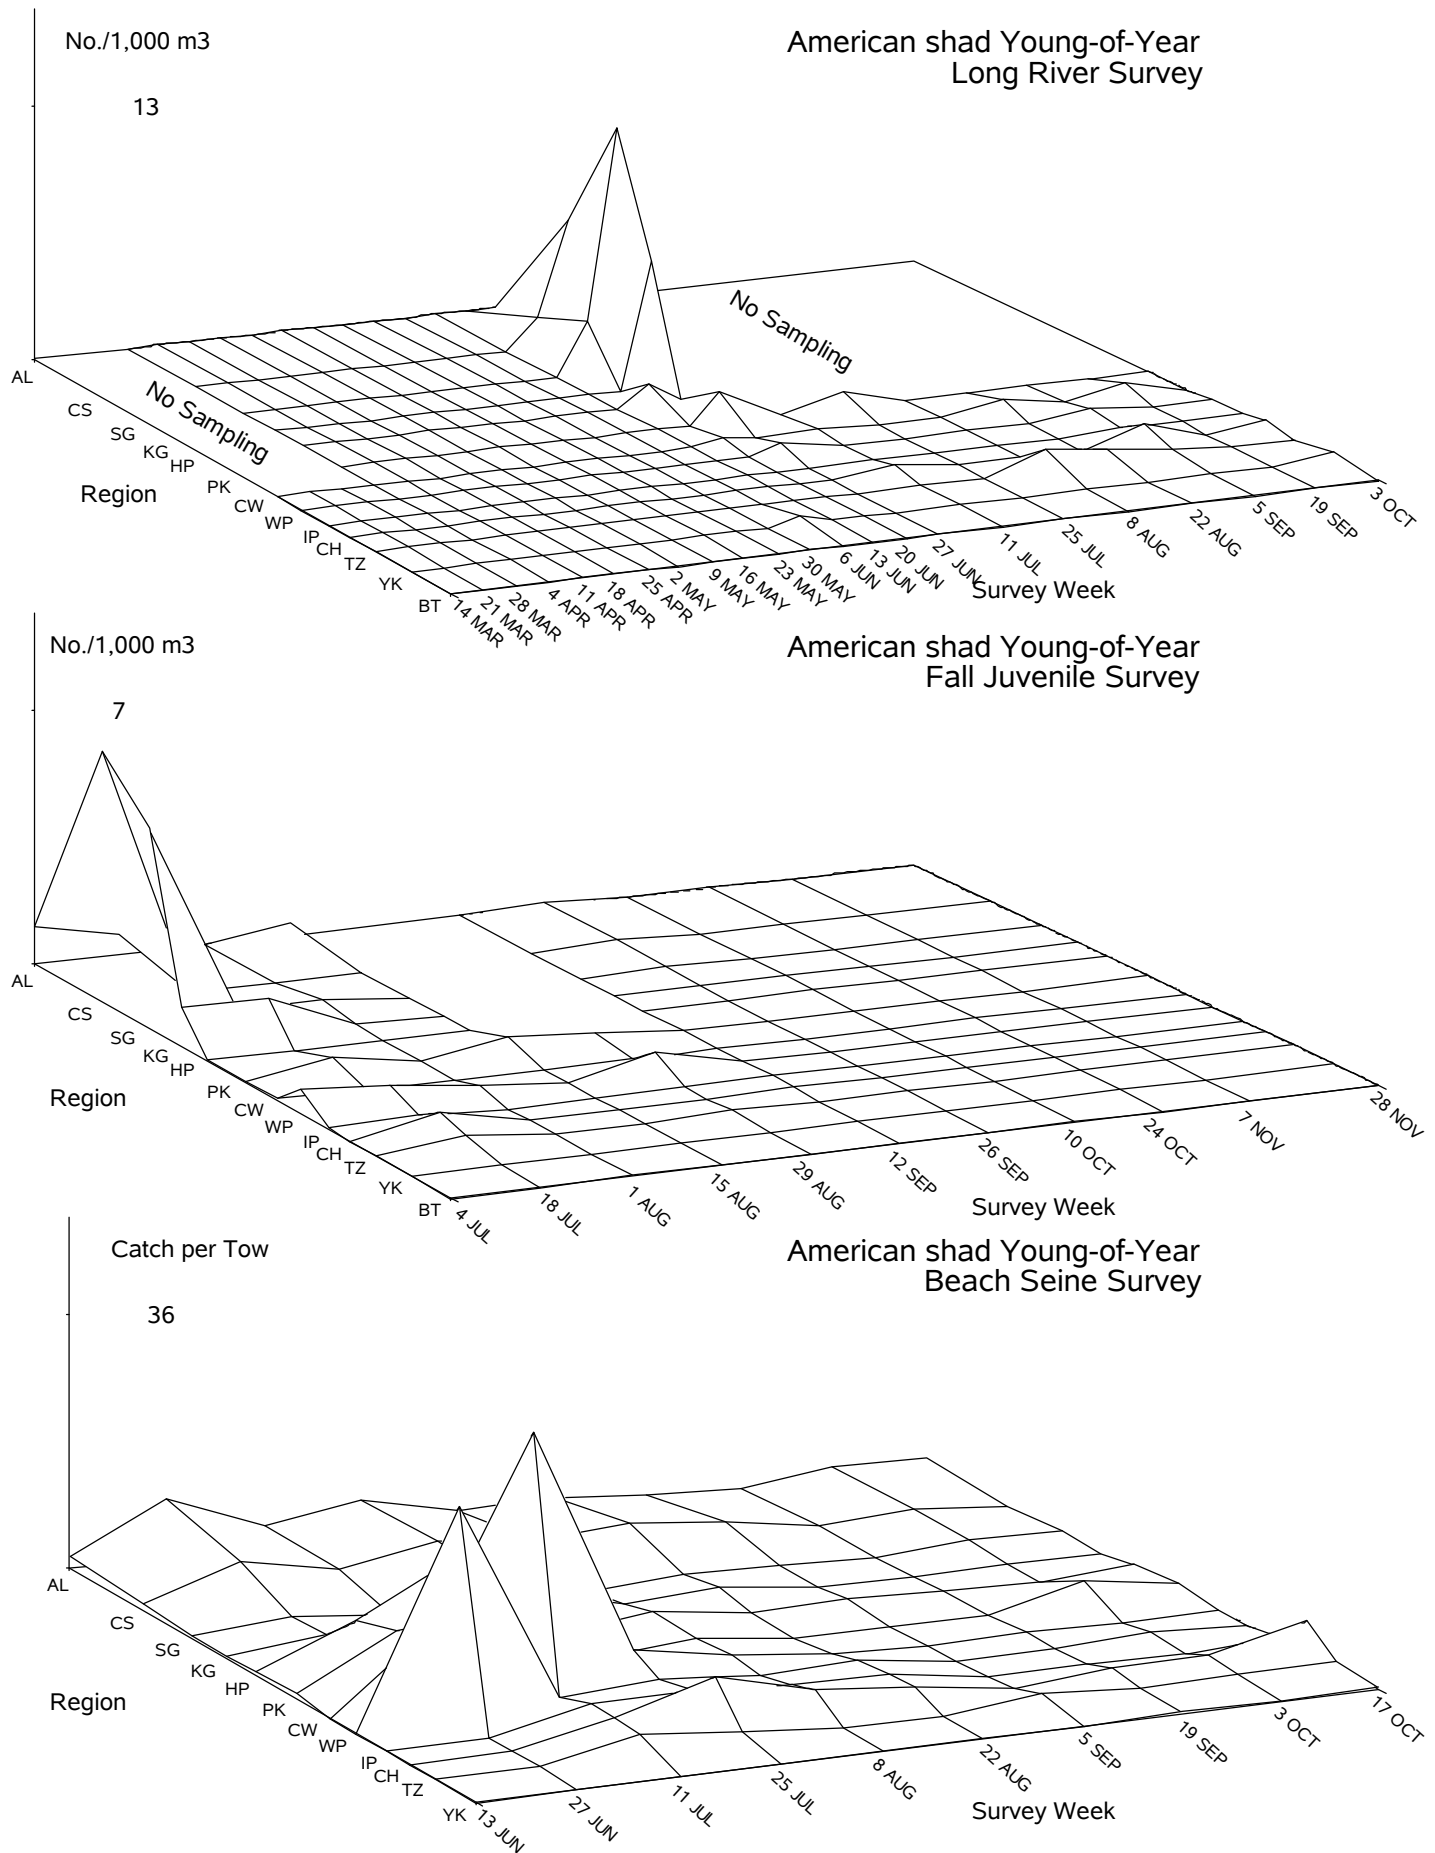 No./1,000 m3
American shad Young-of-Year
Long River Survey
13
No Sampling
AL
No Sampling
CS
SG
KG
HP
PK
Region
CW
WP
IP
CH
TZ
YK
BT
14 MAR
21 MAR
28 MAR
4 APR
11 APR
18 APR
25 APR
2 MAY
9 MAY
16 MAY
23 MAY
30 MAY
6 JUN
13 JUN
20 JUN
27 JUN
11 JUL
25 JUL
8 AUG
22 AUG
5 SEP
19 SEP
3 OCT
Survey Week
No./1,000 m3
American shad Young-of-Year
Fall Juvenile Survey
7
AL
CS
SG
KG
HP
PK
Region
CW
WP
IP
CH
TZ
YK
BT
4 JUL
18 JUL
1 AUG
15 AUG
29 AUG
12 SEP
26 SEP
10 OCT
24 OCT
7 NOV
28 NOV
Survey Week
Catch per Tow
American shad Young-of-Year
Beach Seine Survey
36
AL
CS
SG
KG
HP
Region
PK
CW
WP
IP
CH
TZ
YK
13 JUN
27 JUN
11 JUL
25 JUL
8 AUG
22 AUG
5 SEP
19 SEP
3 OCT
17 OCT
Survey Week